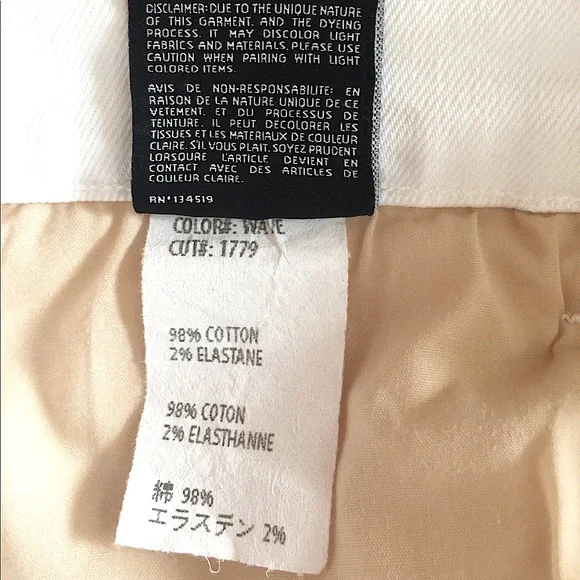 DISCLAIMER: DUE TO THE UNIQUE NATURE
OF THIS GARMENT, AND THE DYEING
PROCESS, IT MAY DISCOLOR LIGHT
FABRICS AND MATERIALS. PLEASE USE
CAUTION WHEN PAIRING WITH LIGHT
COLORED ITEMS.
AVIS DE NON-RESPONSABILITE: EN
RAISON DE LA NATURE UNIQUE DE CE
VETEMENT, ET DU PROCESSUS DE
TEINTURE, IL PEUT DECOLORER LES
TISSUES ET LES MATERIAUX DE COULEUR
CLAIRE. S'IL VOUS PLAIT, SOYEZ PRUDENT
LORSQURE L'ARTICLE DEVIENT EN
CONTACT AVEC DES ARTICLES DE
COULEUR CLAIRE.
RN# 134519
COLOR#: WAVE
CUT#: 1779
98% COTTON
2% ELASTANE
98% COTON
2% ELASTHANNE
綿 98%
エラステン 2%